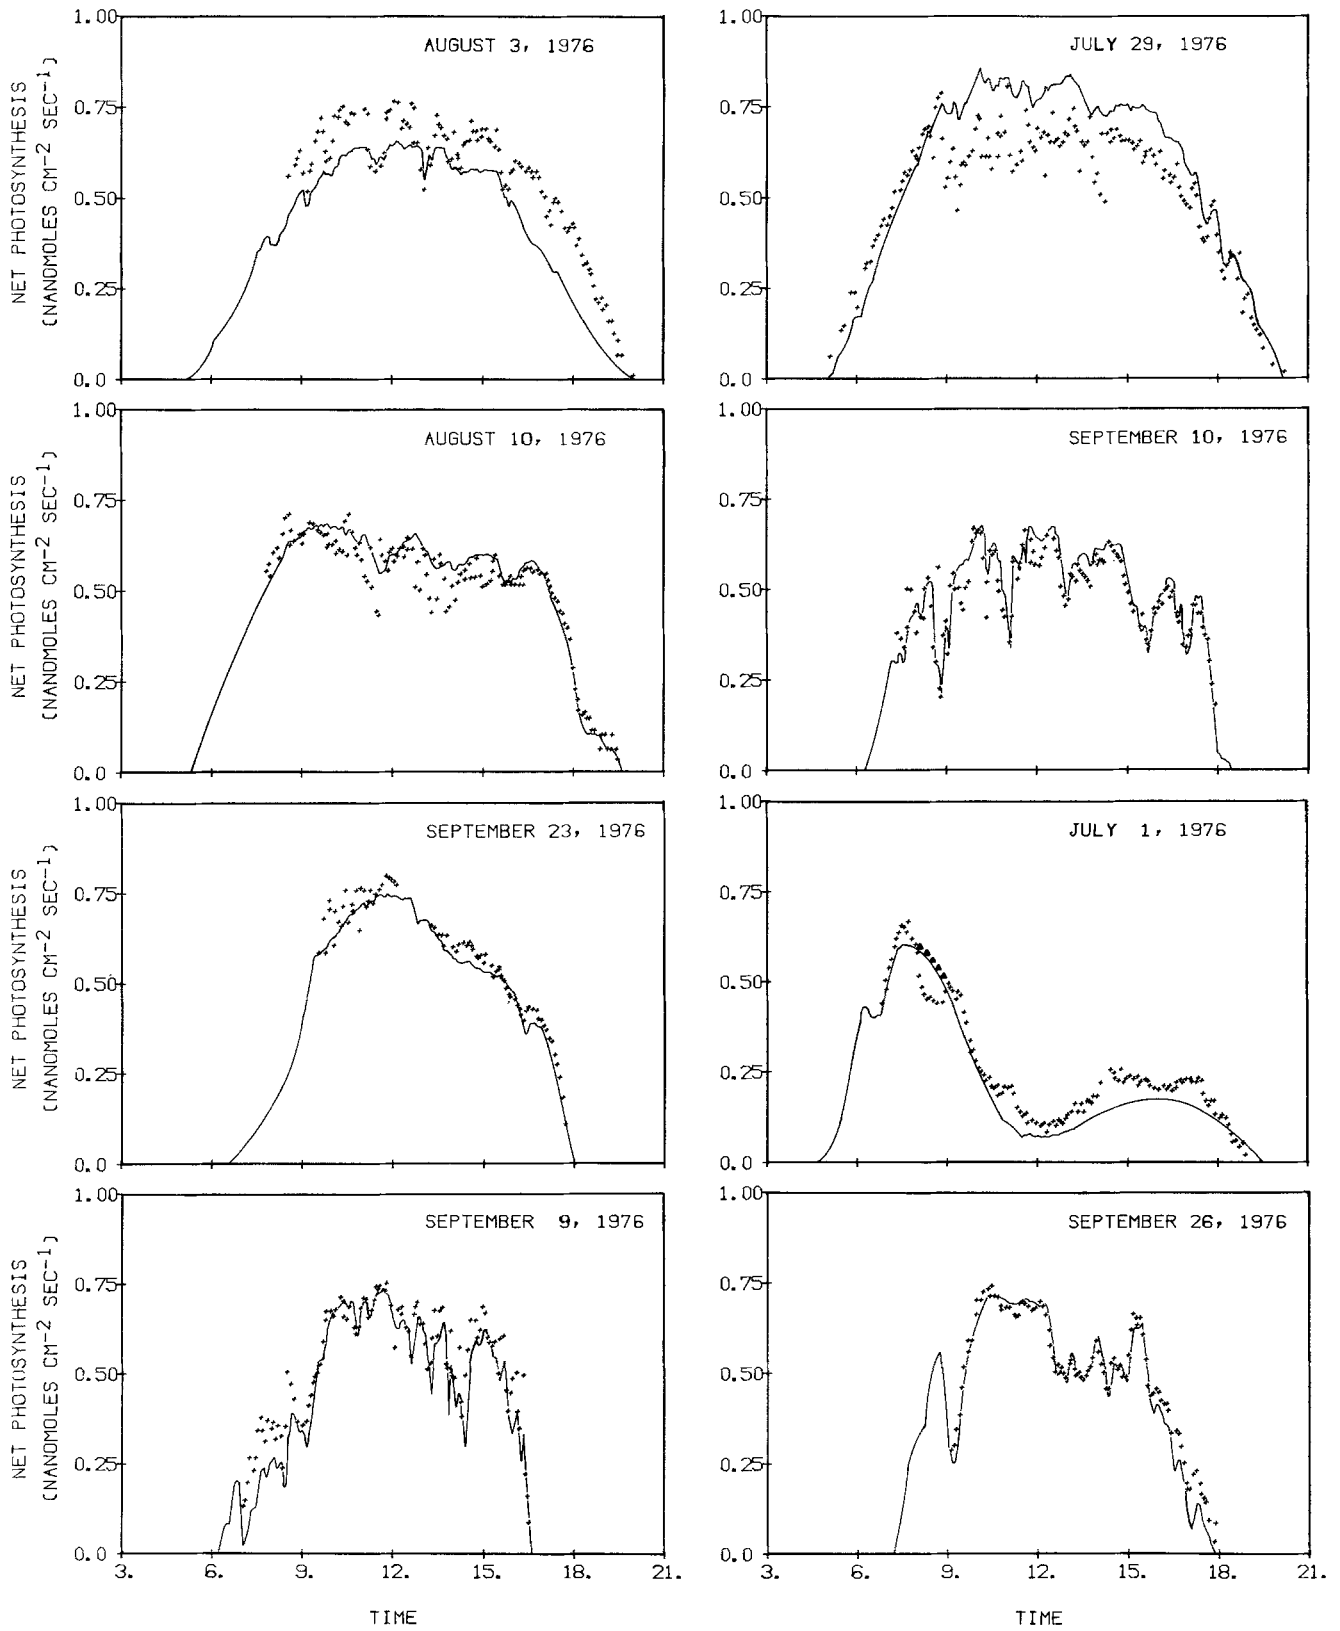 NET PHOTOSYNTHESIS
(NANOMOLES CM-2 SEC-1)
1.00
0.75
0.50
0.25
0.0
AUGUST 3, 1976
1.00
0.75
0.50
0.25
0.0
JULY 29, 1976
NET PHOTOSYNTHESIS
(NANOMOLES CM-2 SEC-1)
1.00
0.75
0.50
0.25
0.0
AUGUST 10, 1976
1.00
0.75
0.50
0.25
0.0
SEPTEMBER 10, 1976
NET PHOTOSYNTHESIS
(NANOMOLES CM-2 SEC-1)
1.00
0.75
0.50
0.25
0.0
SEPTEMBER 23, 1976
1.00
0.75
0.50
0.25
0.0
JULY 1, 1976
NET PHOTOSYNTHESIS
(NANOMOLES CM-2 SEC-1)
1.00
0.75
0.50
0.25
0.0
SEPTEMBER 9, 1976
3. 6. 9. 12. 15. 18. 21.
TIME
1.00
0.75
0.50
0.25
0.0
SEPTEMBER 26, 1976
3. 6. 9. 12. 15. 18. 21.
TIME